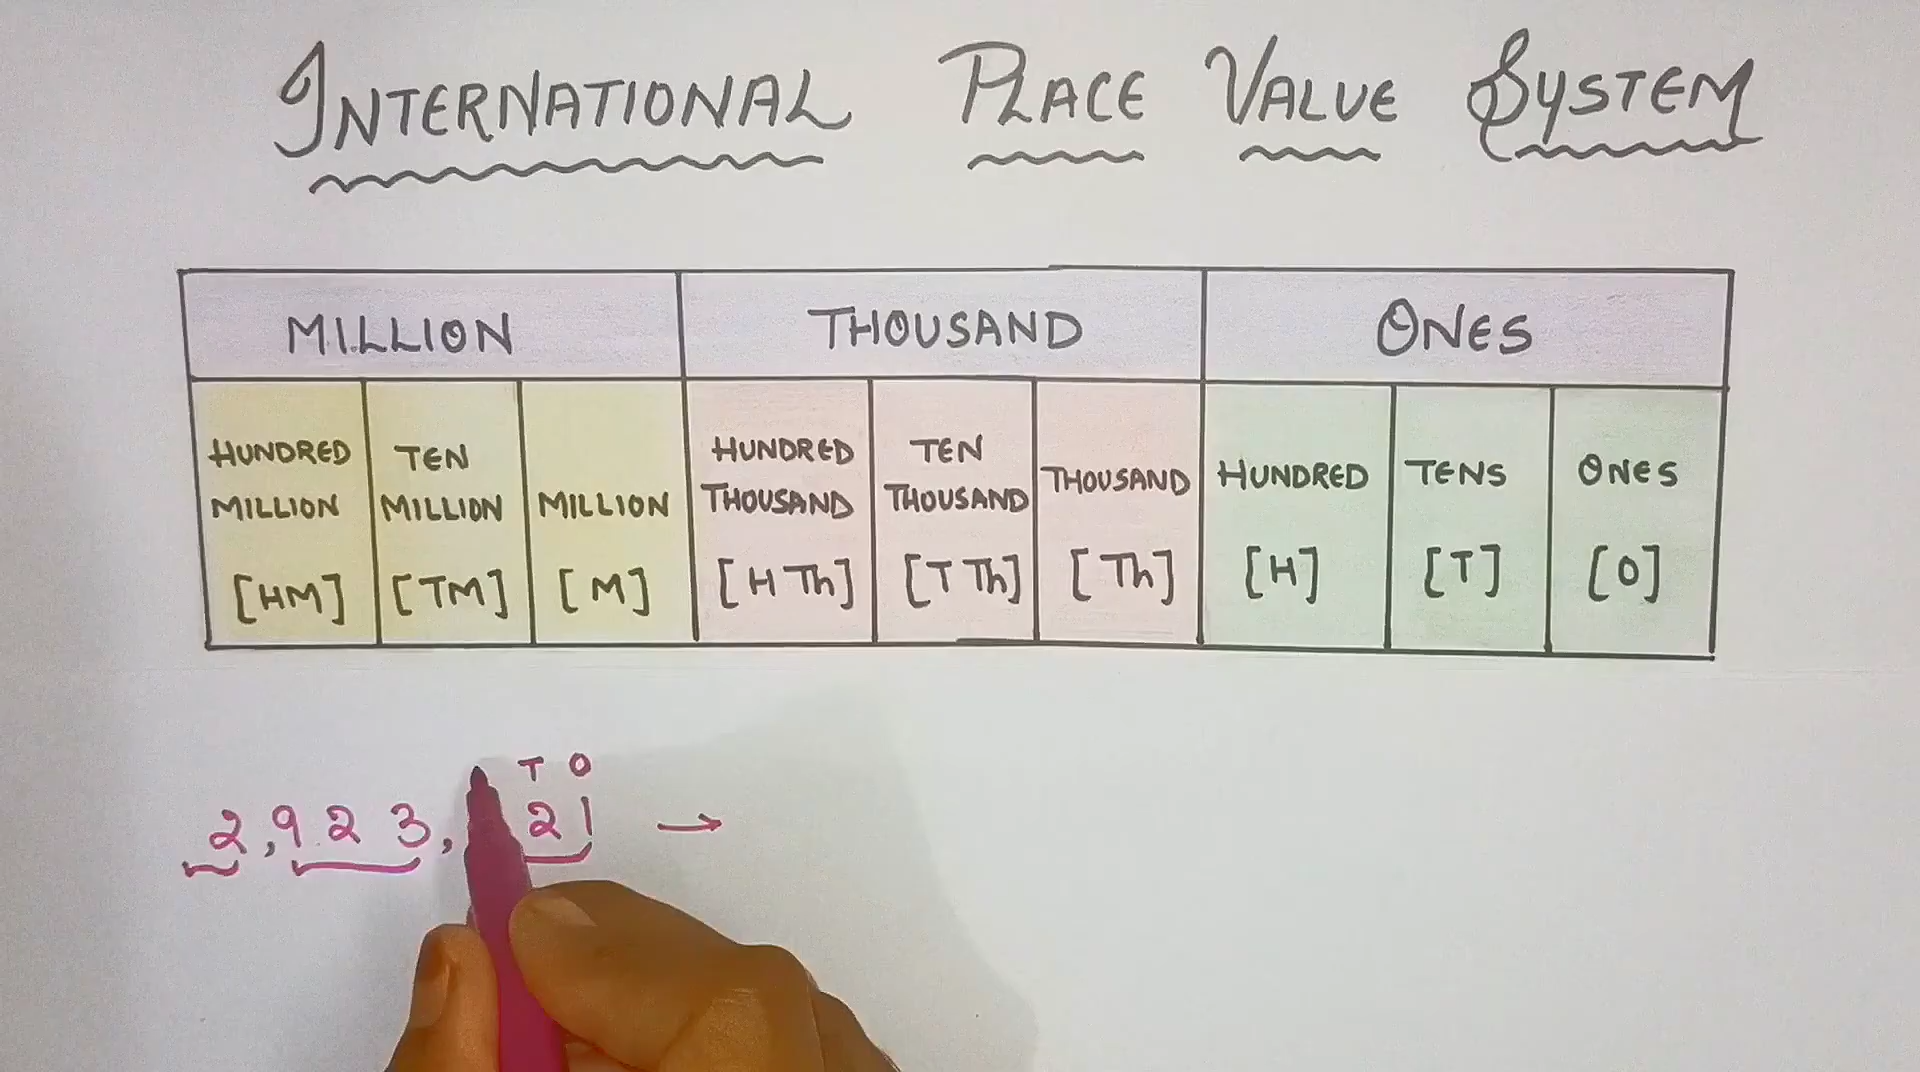 INTERNATIONAL PLACE VALUE SYSTEM
MILLION THOUSAND ONES
HUNDRED MILLION [HM] TEN MILLION [TM] MILLION [M] HUNDRED THOUSAND [H Th] TEN THOUSAND [T Th] THOUSAND [Th] HUNDRED [H] TENS [T] ONES [O]
T O
2,923, 21 →